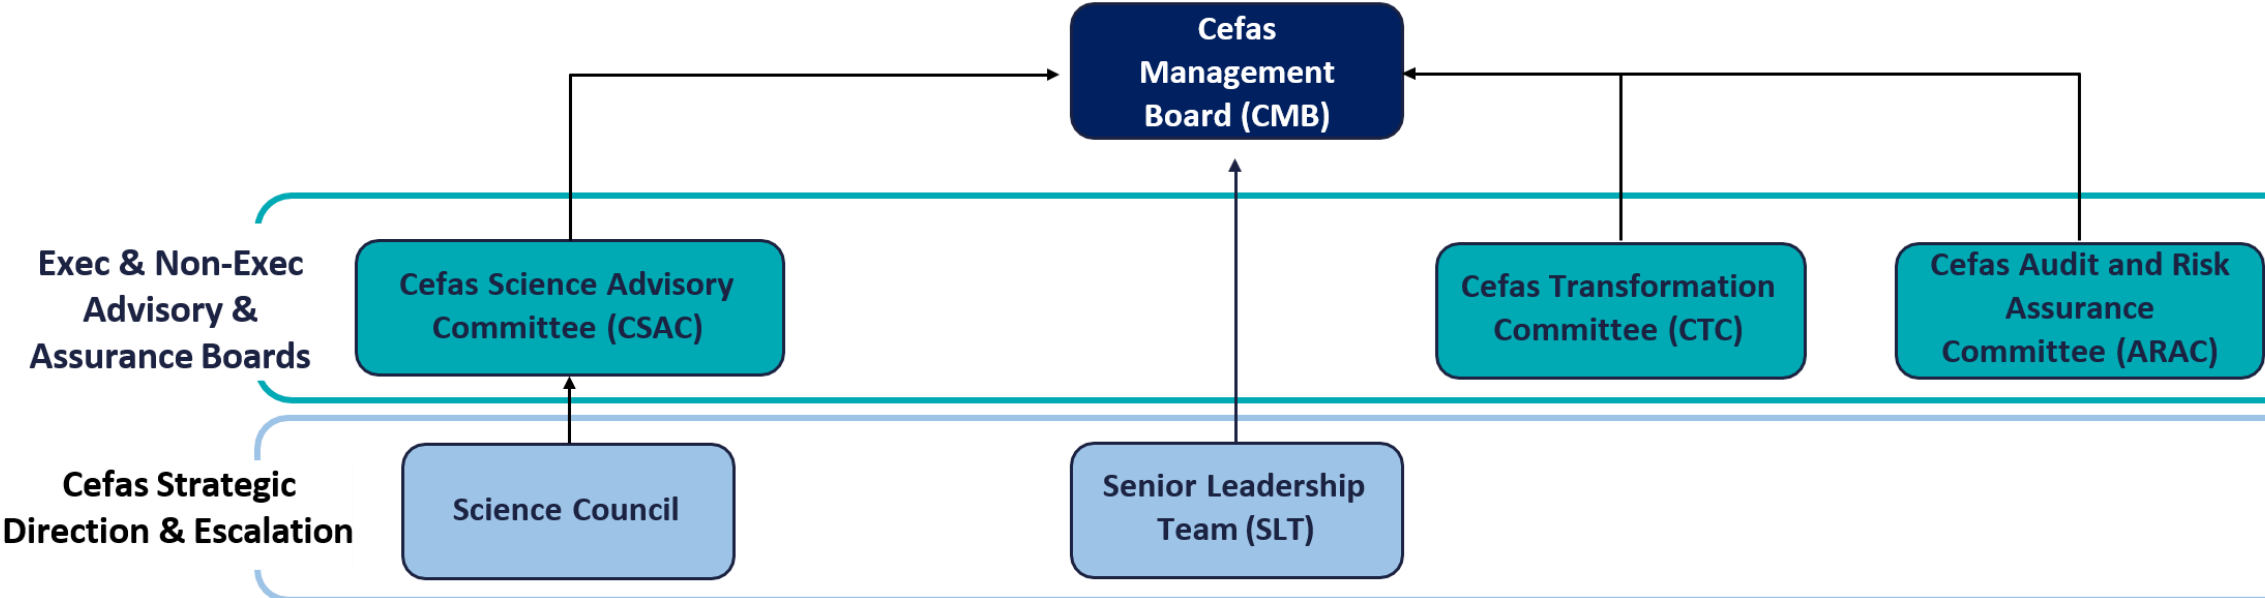 Cefas
Management
Board (CMB)
Exec & Non-Exec
Advisory &
Assurance Boards
Cefas Science Advisory
Committee (CSAC)
Cefas Transformation
Committee (CTC)
Cefas Audit and Risk
Assurance
Committee (ARAC)
Cefas Strategic
Direction & Escalation
Science Council
Senior Leadership
Team (SLT)